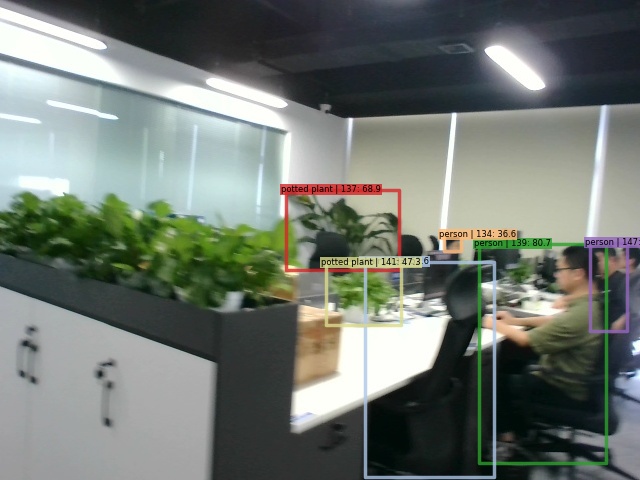 potted plant | 137: 68.9
person | 134: 36.6
person | 139: 80.7
person | 147:
potted plant | 141: 47.3
.6